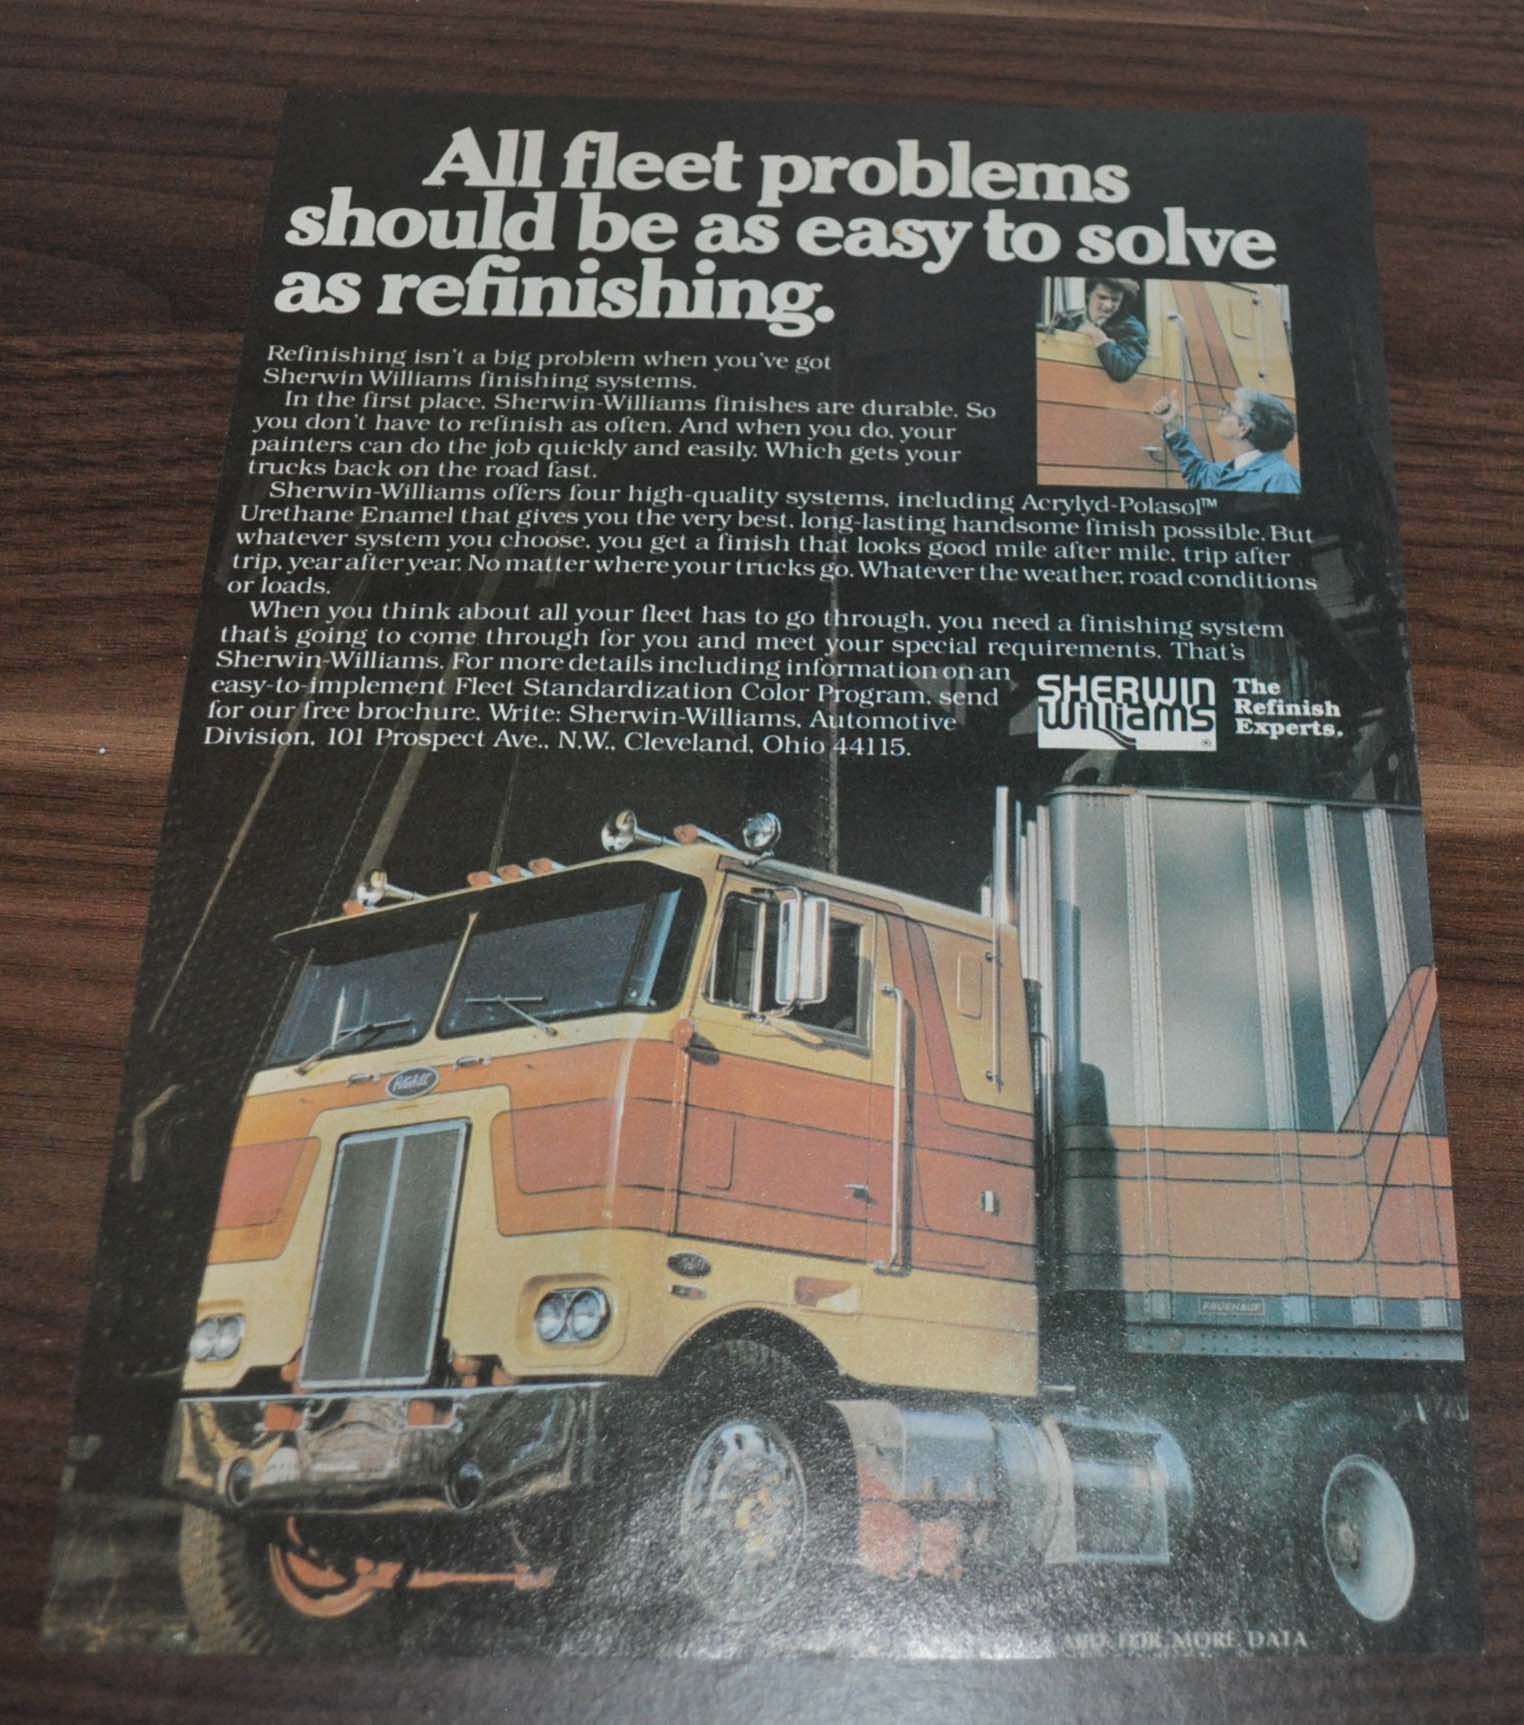 All fleet problems
should be as easy to solve
as refinishing.
Refinishing isn't a big problem when you've got
Sherwin Williams finishing systems.
In the first place, Sherwin-Williams finishes are durable. So
you don't have to refinish as often. And when you do, your
painters can do the job quickly and easily. Which gets your
trucks back on the road fast.
Sherwin-Williams offers four high-quality systems, including Acrylyd-Polasol™
Urethane Enamel that gives you the very best, long-lasting handsome finish possible. But
whatever system you choose, you get a finish that looks good mile after mile, trip after
trip, year after year. No matter where your trucks go. Whatever the weather, road conditions
or loads.
When you think about all your fleet has to go through, you need a finishing system
that's going to come through for you and meet your special requirements. That's
Sherwin-Williams. For more details including information on an
easy-to-implement Fleet Standardization Color Program, send
for our free brochure. Write: Sherwin-Williams, Automotive
Division, 101 Prospect Ave., N.W., Cleveland, Ohio 44115.
SHERWIN
WILLIAMS ®
The
Refinish
Experts.
Peterbilt
FRUEHAUF
FOR MORE DATA